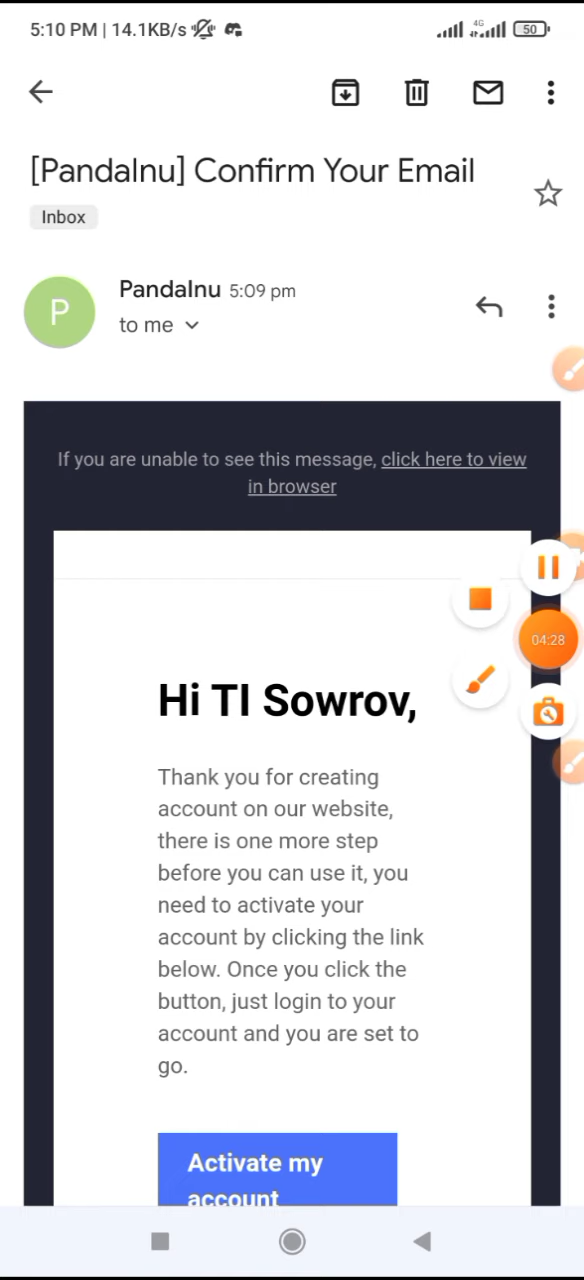 5:10 PM | 14.1KB/s 4G 50
[PandaInu] Confirm Your Email
Inbox
P
PandaInu 5:09 pm
to me
If you are unable to see this message, click here to view
in browser
04:28
Hi TI Sowrov,
Thank you for creating
account on our website,
there is one more step
before you can use it, you
need to activate your
account by clicking the link
below. Once you click the
button, just login to your
account and you are set to
go.
Activate my
account